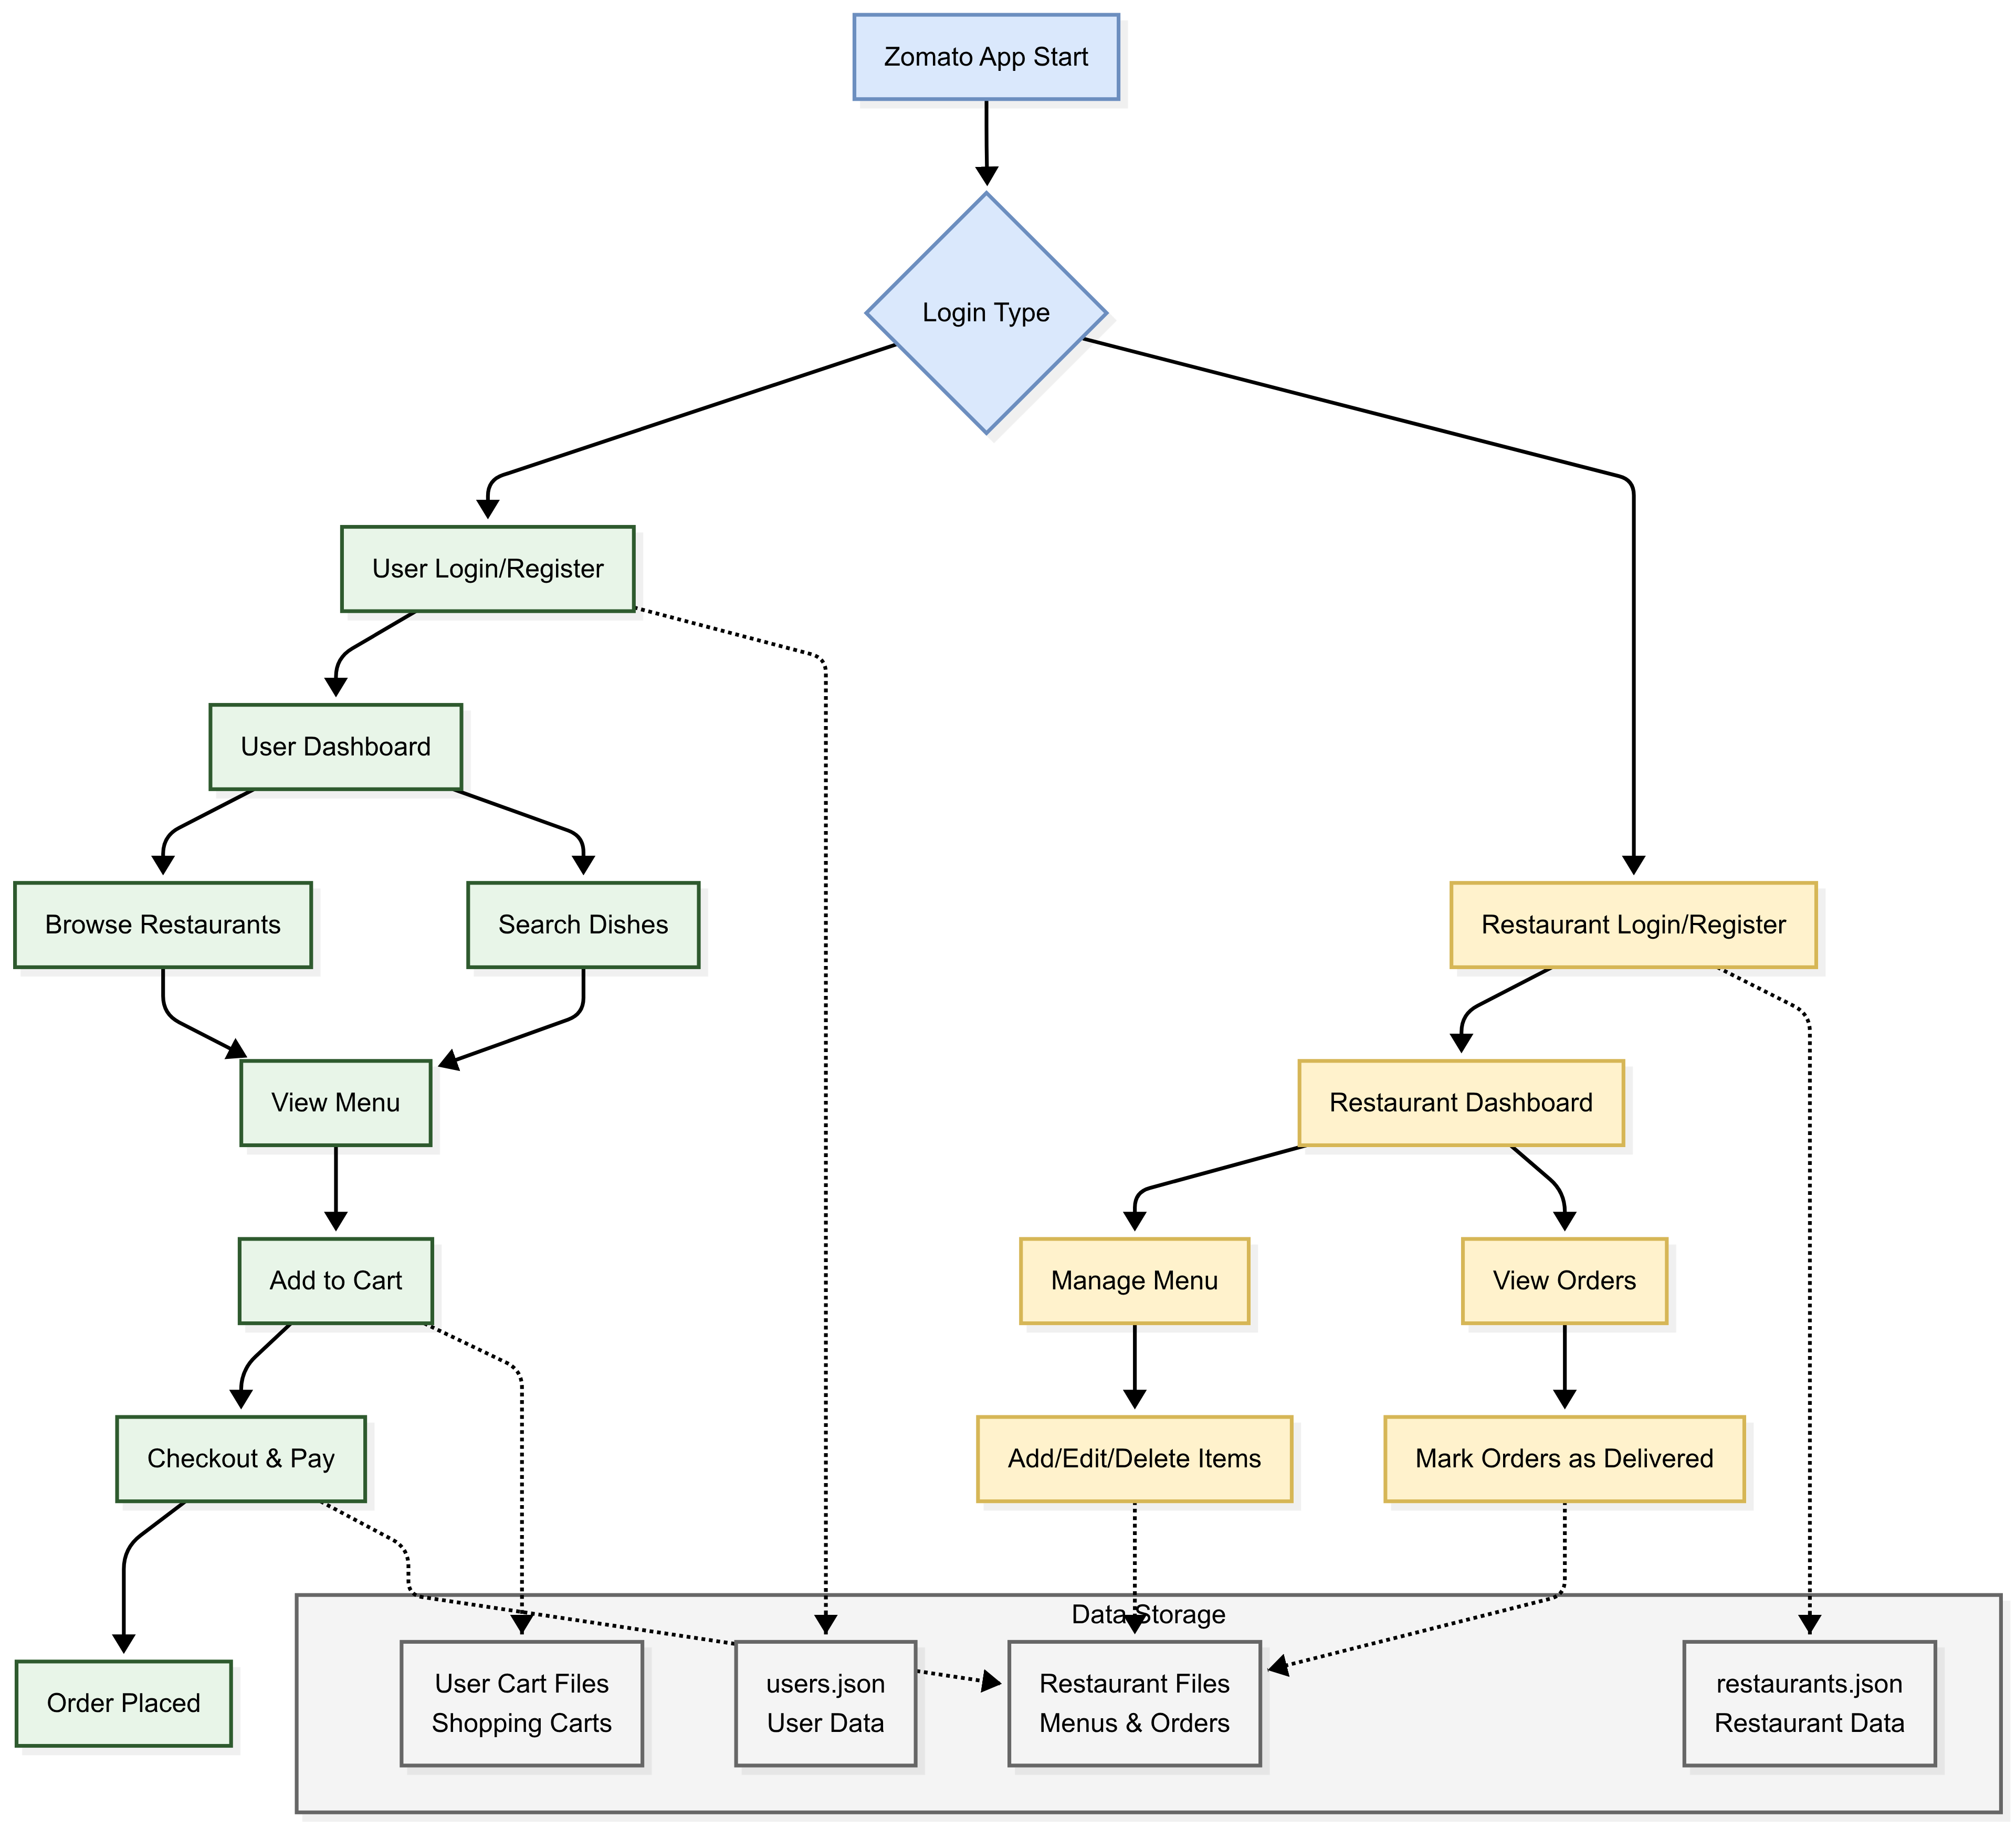 Zomato App Start
Login Type
User Login/Register
User Dashboard
Browse Restaurants
Search Dishes
Restaurant Login/Register
View Menu
Restaurant Dashboard
Add to Cart
Manage Menu
View Orders
Checkout & Pay
Add/Edit/Delete Items
Mark Orders as Delivered
Data Storage
Order Placed
User Cart Files
Shopping Carts
users.json
User Data
Restaurant Files
Menus & Orders
restaurants.json
Restaurant Data